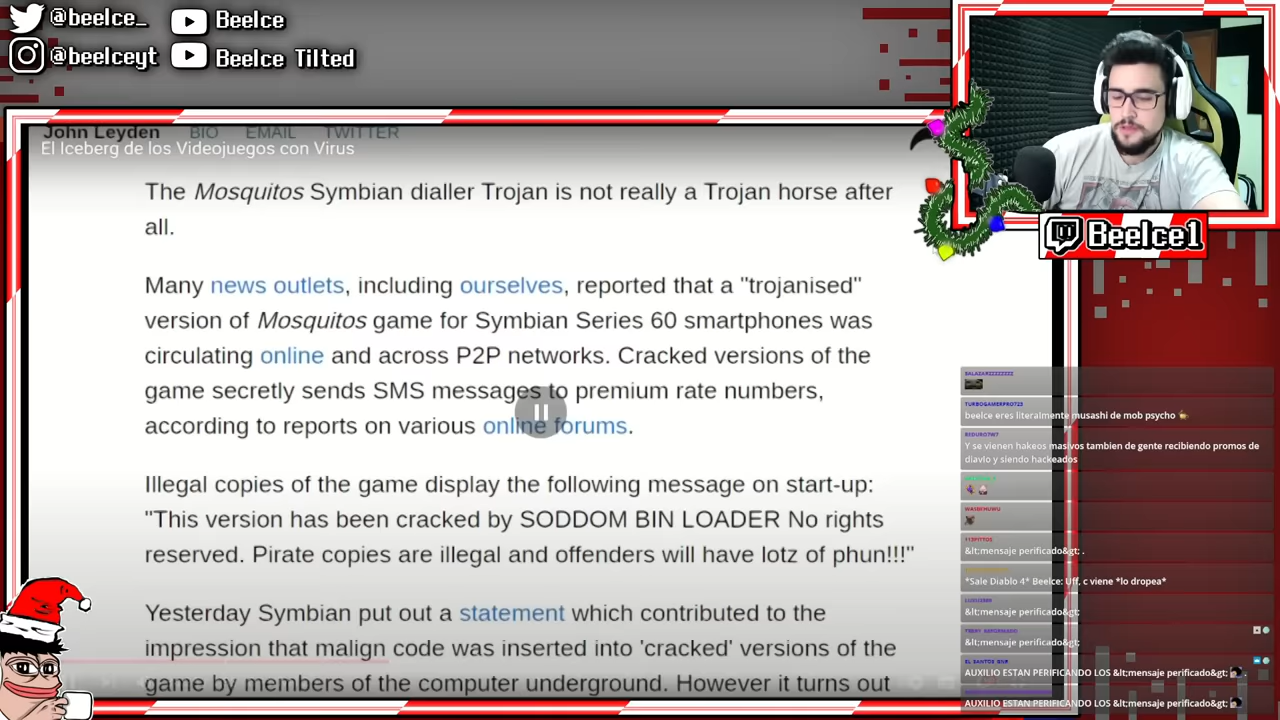 @beelce_
Beelce
@beelceyt
Beelce Tilted
John Leyden BIO EMAIL TWITTER
El Iceberg de los Videojuegos con Virus
The Mosquitos Symbian dialler Trojan is not really a Trojan horse after
all.
Many news outlets, including ourselves, reported that a "trojanised"
version of Mosquitos game for Symbian Series 60 smartphones was
circulating online and across P2P networks. Cracked versions of the
game secretly sends SMS messages to premium rate numbers,
according to reports on various online forums.
Illegal copies of the game display the following message on start-up:
"This version has been cracked by SODDOM BIN LOADER No rights
reserved. Pirate copies are illegal and offenders will have lotz of phun!!!"
Yesterday Symbian put out a statement which contributed to the
impression that malign code was inserted into 'cracked' versions of the
game by of the computer underground. However it turns out
Beelce1
TURBOGAMERPRO723
beelce eres literalmente musashi de mob psycho
Y se vienen hakeos masivos tambien de gente recibiendo promos de
diavlo y siendo hackeados
&lt;mensaje perificado&gt; .
*Sale Diablo 4* Beelce: Uff, c viene *lo dropea*
&lt;mensaje perificado&gt;
&lt;mensaje perificado&gt;
AUXILIO ESTAN PERIFICANDO LOS &lt;mensaje perificado&gt; .
AUXILIO ESTAN PERIFICANDO LOS &lt;mensaje perificado&gt;